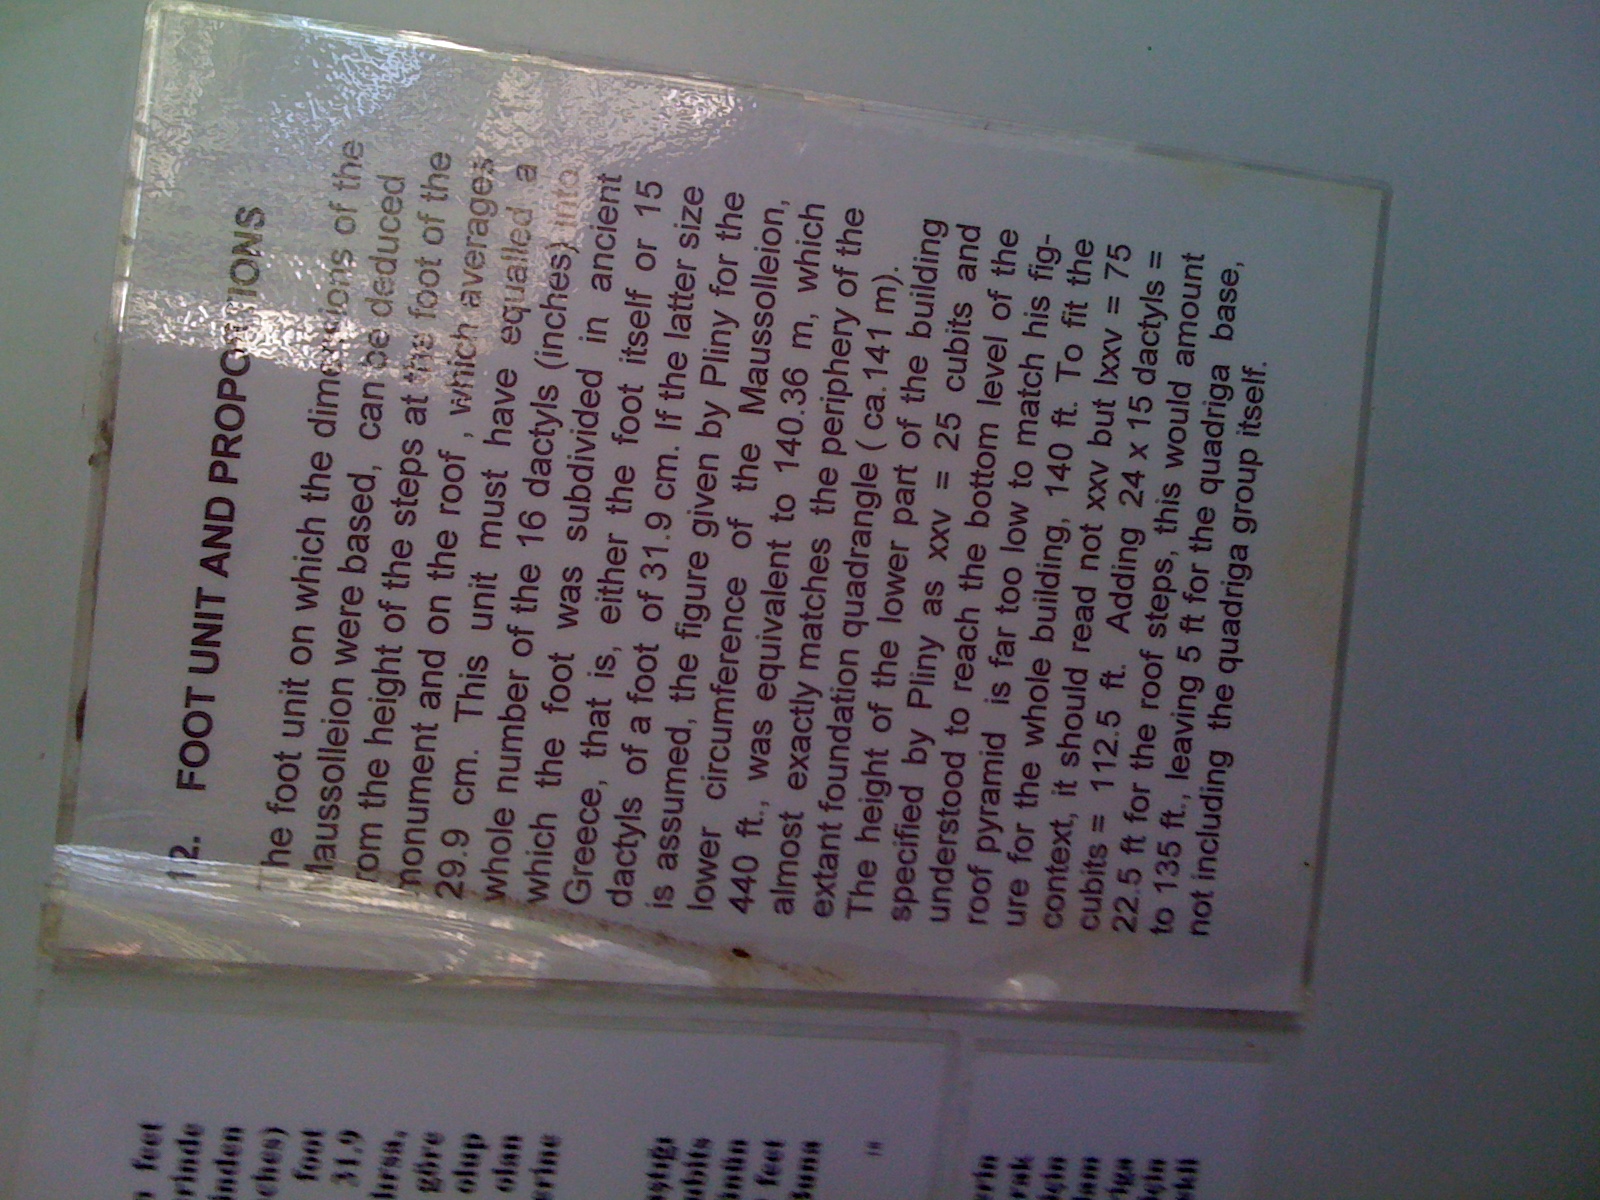 n feet
rinde
inden
ches)
foot
31.9
lırsa,
göre
olup
olan
erine
aştığı
ubits
ünün
feet
Buna
18
erin
rak
için
lam
riga
için
ekli
12. FOOT UNIT AND PROPORTIONS
The foot unit on which the dimensions of the
Maussolleion were based, can be deduced
from the height of the steps at the foot of the
monument and on the roof , which averages
29.9 cm. This unit must have equalled a
whole number of the 16 dactyls (inches) into
which the foot was subdivided in ancient
Greece, that is, either the foot itself or 15
dactyls of a foot of 31.9 cm. If the latter size
is assumed, the figure given by Pliny for the
lower circumference of the Maussolleion,
440 ft., was equivalent to 140.36 m, which
almost exactly matches the periphery of the
extant foundation quadrangle ( ca.141 m).
The height of the lower part of the building
specified by Pliny as xxv = 25 cubits and
understood to reach the bottom level of the
roof pyramid is far too low to match his fig-
ure for the whole building, 140 ft. To fit the
context, it should read not xxv but lxxv = 75
cubits = 112.5 ft. Adding 24 x 15 dactyls =
22.5 ft for the roof steps, this would amount
to 135 ft., leaving 5 ft for the quadriga base,
not including the quadriga group itself.